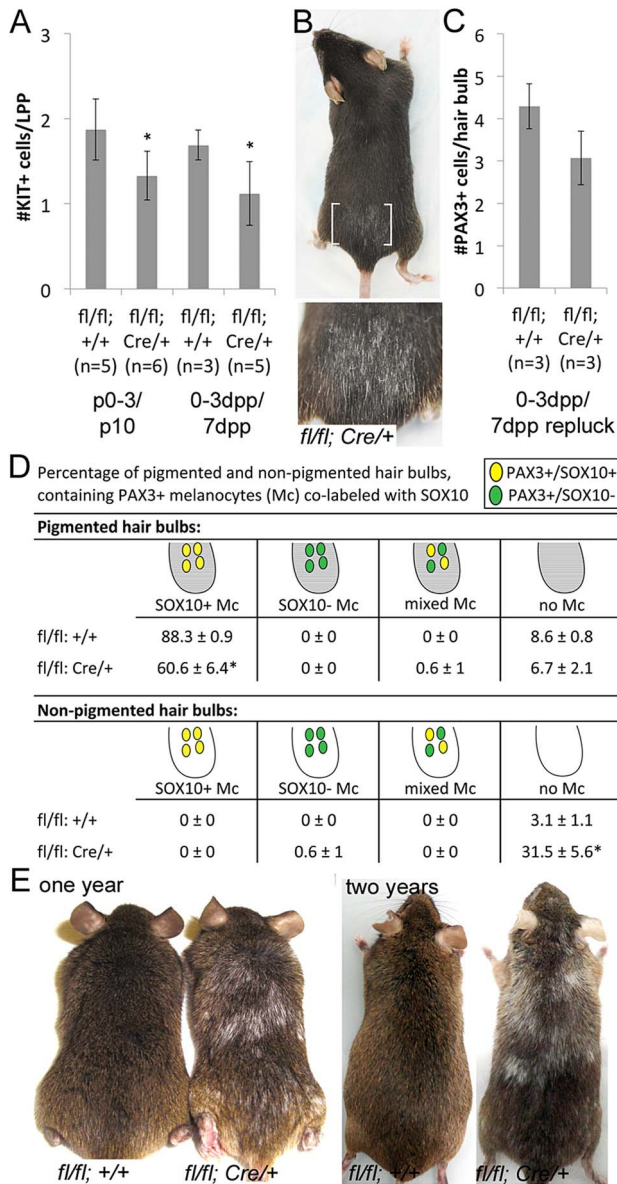 A
3
2
1
0
#KIT+ cells/LPP
*
*
fl/fl; fl/fl; fl/fl; fl/fl;
+/+ Cre/+ +/+ Cre/+
(n=5) (n=6) (n=3) (n=5)
p0-3/ 0-3dpp/
p10 7dpp
B
fl/fl; Cre/+
C
6
5
4
3
2
1
0
#PAX3+ cells/hair bulb
fl/fl; fl/fl;
+/+ Cre/+
(n=3) (n=3)
0-3dpp/
7dpp repluck
D Percentage of pigmented and non-pigmented hair bulbs,
containing PAX3+ melanocytes (Mc) co-labeled with SOX10
PAX3+/SOX10+
PAX3+/SOX10-
Pigmented hair bulbs:
SOX10+ Mc SOX10- Mc mixed Mc no Mc
fl/fl: +/+ 88.3 ± 0.9 0 ± 0 0 ± 0 8.6 ± 0.8
fl/fl: Cre/+ 60.6 ± 6.4* 0 ± 0 0.6 ± 1 6.7 ± 2.1
Non-pigmented hair bulbs:
SOX10+ Mc SOX10- Mc mixed Mc no Mc
fl/fl: +/+ 0 ± 0 0 ± 0 0 ± 0 3.1 ± 1.1
fl/fl: Cre/+ 0 ± 0 0.6 ± 1 0 ± 0 31.5 ± 5.6*
E one year
two years
fl/fl; +/+ fl/fl; Cre/+
fl/fl; +/+ fl/fl; Cre/+